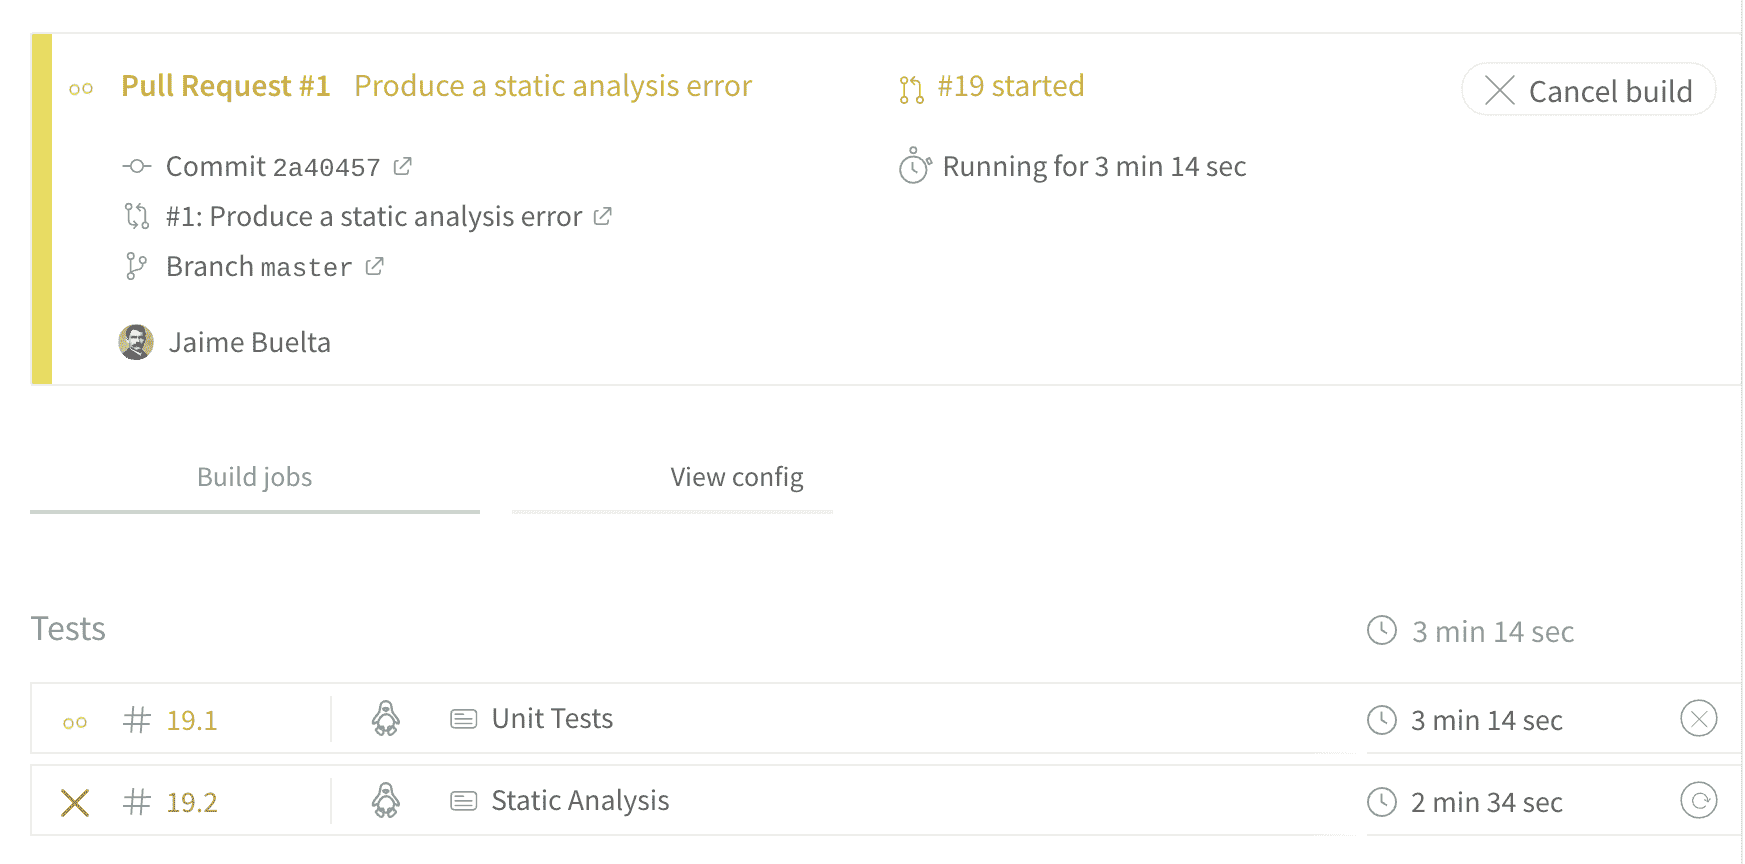 Pull Request #1 Produce a static analysis error
#19 started
Cancel build
Commit 2a40457
Running for 3 min 14 sec
#1: Produce a static analysis error
Branch master
Jaime Buelta
Build jobs
View config
Tests
3 min 14 sec
# 19.1 Unit Tests 3 min 14 sec
# 19.2 Static Analysis 2 min 34 sec